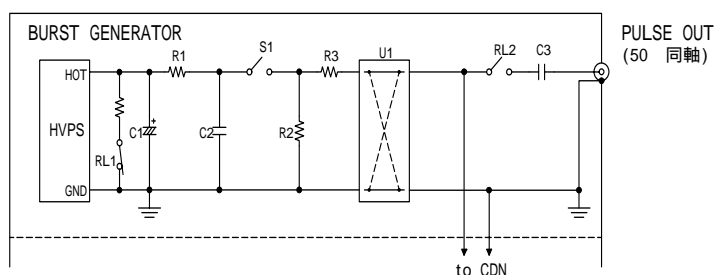 BURST GENERATOR
PULSE OUT
(50 同軸)
R1
S1
R3
U1
RL2
C3
HOT
HVPS
C1
+
C2
R2
RL1
GND
to CDN